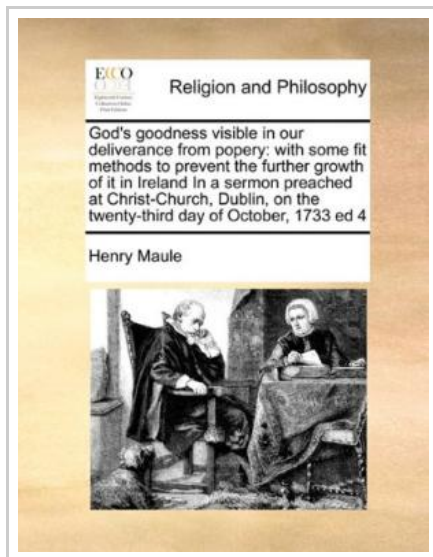 ECCO
Religion and Philosophy
God's goodness visible in our
deliverance from popery: with some fit
methods to prevent the further growth
of it in Ireland In a sermon preached
at Christ-Church, Dublin, on the
twenty-third day of October, 1733 ed 4
Henry Maule